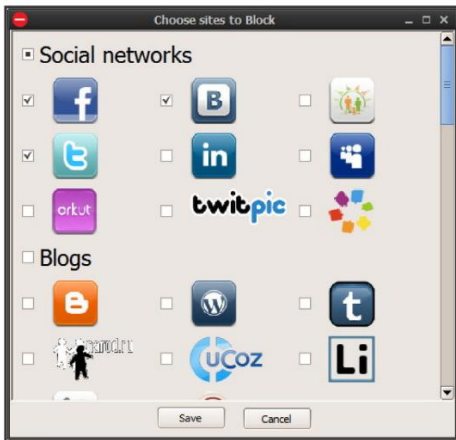 Choose sites to Block
Social networks
f B
t in
orkut twitpic
Blogs
B W t
narod.ru uCoz Li
Save Cancel